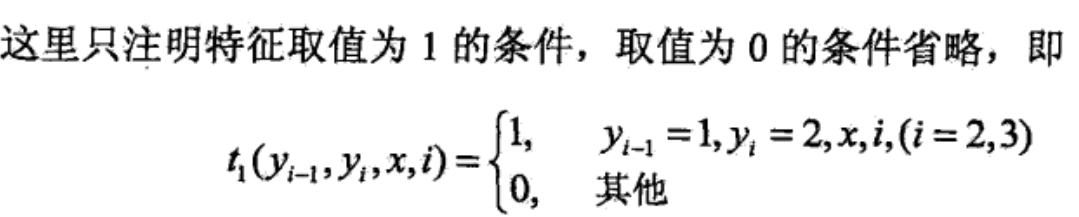 这里只注明特征取值为 1 的条件，取值为 0 的条件省略，即
t₁(yᵢ₋₁, yᵢ, x, i) = {1, yᵢ₋₁ = 1, yᵢ = 2, x, i, (i = 2, 3)
0, 其他